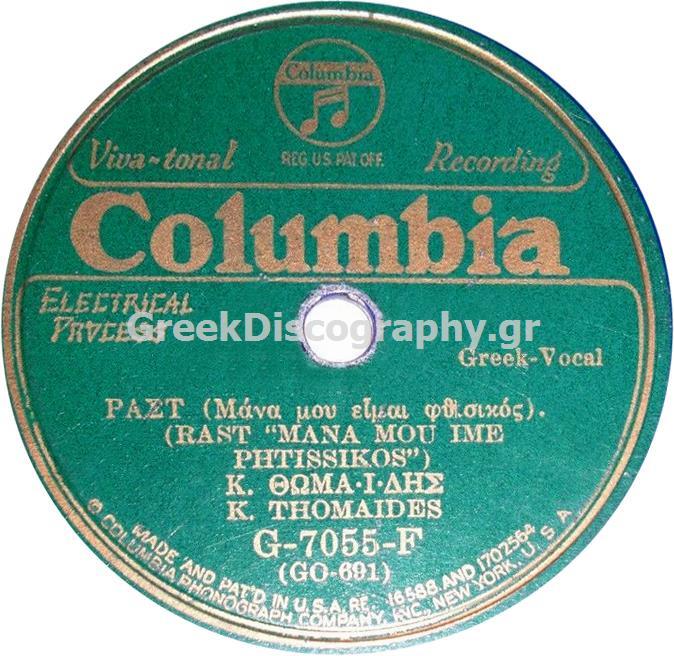 Columbia
REG. U.S. PAT. OFF.
Viva-tonal Recording
Columbia
ELECTRICAL
PROCESS
GreekDiscography.gr
Greek-Vocal
ΡΑΣΤ (Μάνα μου εἶμαι φθισικός).
(RAST "MANA MOU IME
PHTISSIKOS")
Κ. ΘΩΜΑ·Ι·ΔΗΣ
K. THOMAIDES
G-7055-F
(GO-691)
MADE AND PAT'D IN U.S.A. RE. 16588 AND 1702564
© COLUMBIA PHONOGRAPH COMPANY, INC., NEW YORK, U. S. A.